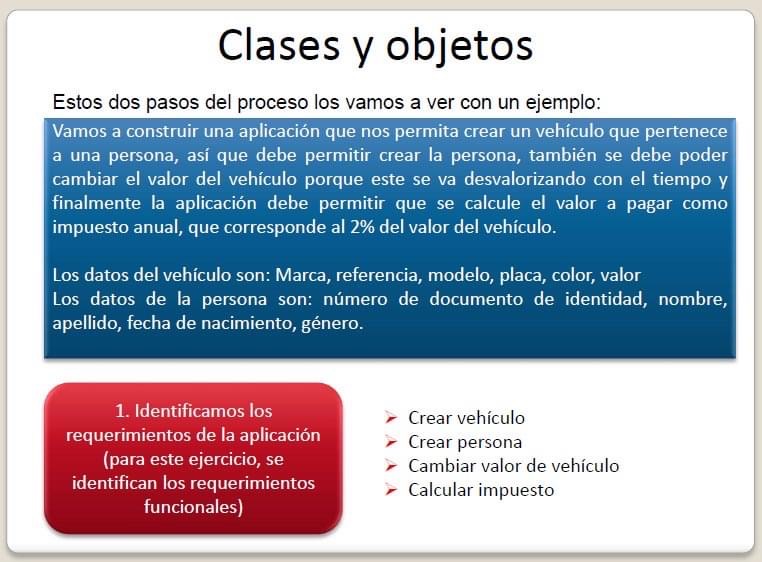 Clases y objetos
Estos dos pasos del proceso los vamos a ver con un ejemplo:
Vamos a construir una aplicación que nos permita crear un vehículo que pertenece
a una persona, así que debe permitir crear la persona, también se debe poder
cambiar el valor del vehículo porque este se va desvalorizando con el tiempo y
finalmente la aplicación debe permitir que se calcule el valor a pagar como
impuesto anual, que corresponde al 2% del valor del vehículo.
Los datos del vehículo son: Marca, referencia, modelo, placa, color, valor
Los datos de la persona son: número de documento de identidad, nombre,
apellido, fecha de nacimiento, género.
1. Identificamos los
requerimientos de la aplicación
(para este ejercicio, se
identifican los requerimientos
funcionales)
➢ Crear vehículo
➢ Crear persona
➢ Cambiar valor de vehículo
➢ Calcular impuesto